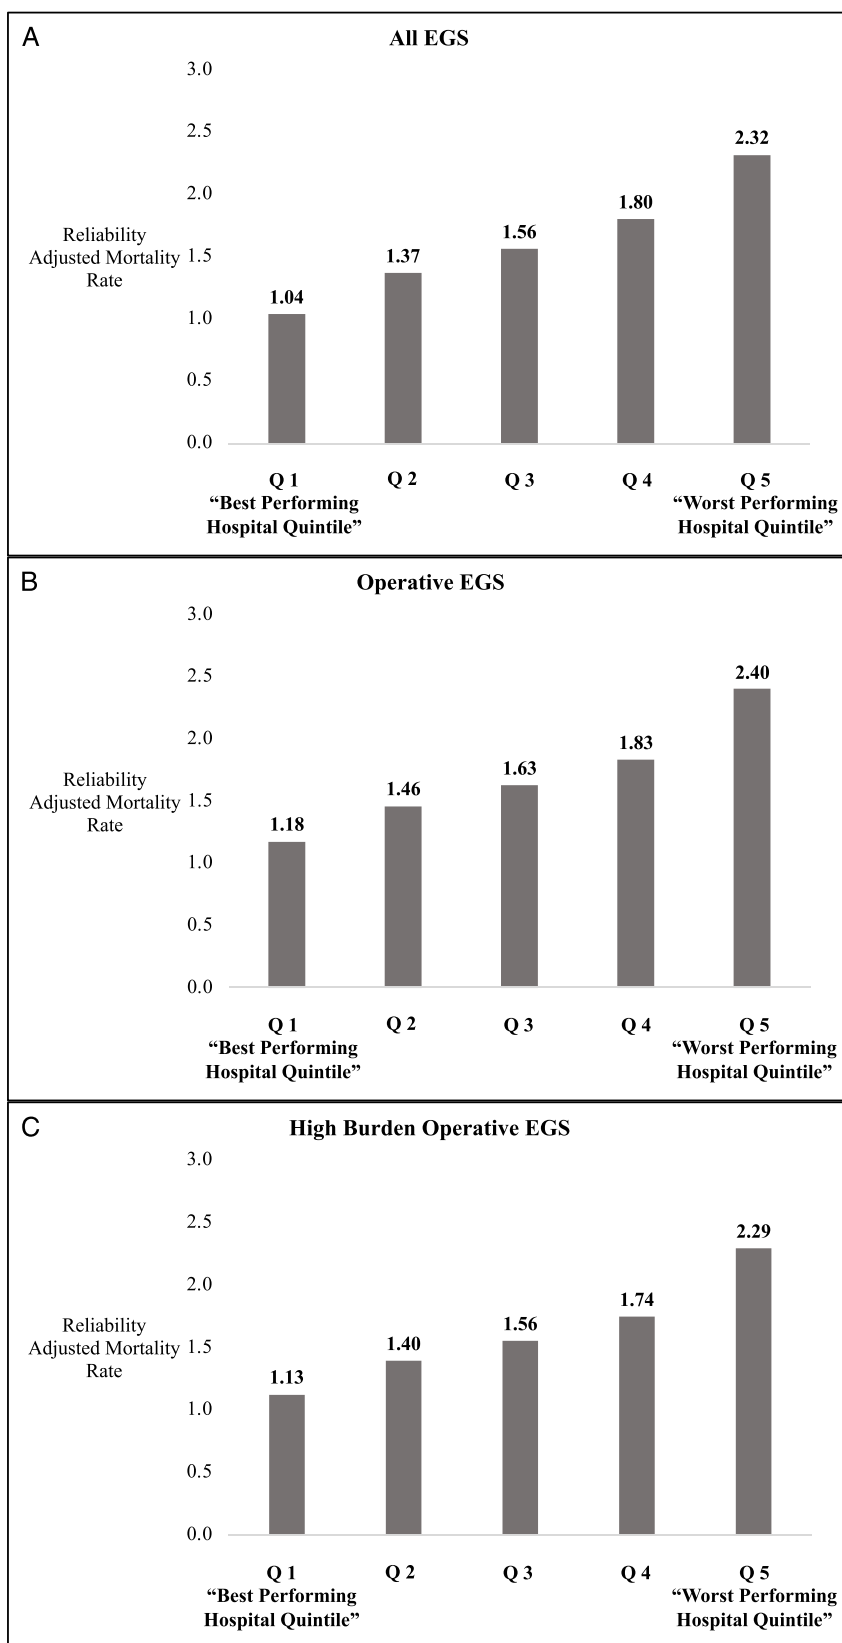 A
All EGS
3.0
2.5
2.0
1.5
1.0
0.5
0.0
Reliability
Adjusted Mortality
Rate
1.04
1.37
1.56
1.80
2.32
Q 1
“Best Performing
Hospital Quintile”
Q 2
Q 3
Q 4
Q 5
“Worst Performing
Hospital Quintile”
B
Operative EGS
3.0
2.5
2.0
1.5
1.0
0.5
0.0
Reliability
Adjusted Mortality
Rate
1.18
1.46
1.63
1.83
2.40
Q 1
“Best Performing
Hospital Quintile”
Q 2
Q 3
Q 4
Q 5
“Worst Performing
Hospital Quintile”
C
High Burden Operative EGS
3.0
2.5
2.0
1.5
1.0
0.5
0.0
Reliability
Adjusted Mortality
Rate
1.13
1.40
1.56
1.74
2.29
Q 1
“Best Performing
Hospital Quintile”
Q 2
Q 3
Q 4
Q 5
“Worst Performing
Hospital Quintile”